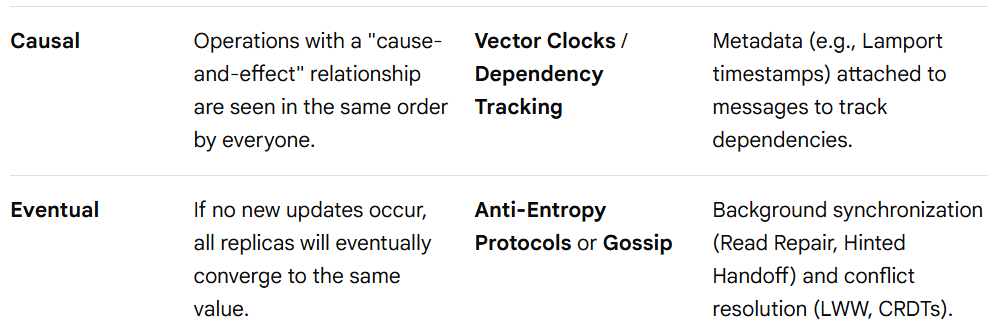 Causal
Operations with a "cause-
and-effect" relationship
are seen in the same order
by everyone.
Vector Clocks /
Dependency
Tracking
Metadata (e.g., Lamport
timestamps) attached to
messages to track
dependencies.
Eventual
If no new updates occur,
all replicas will eventually
converge to the same
value.
Anti-Entropy
Protocols or Gossip
Background synchronization
(Read Repair, Hinted
Handoff) and conflict
resolution (LWW, CRDTs).